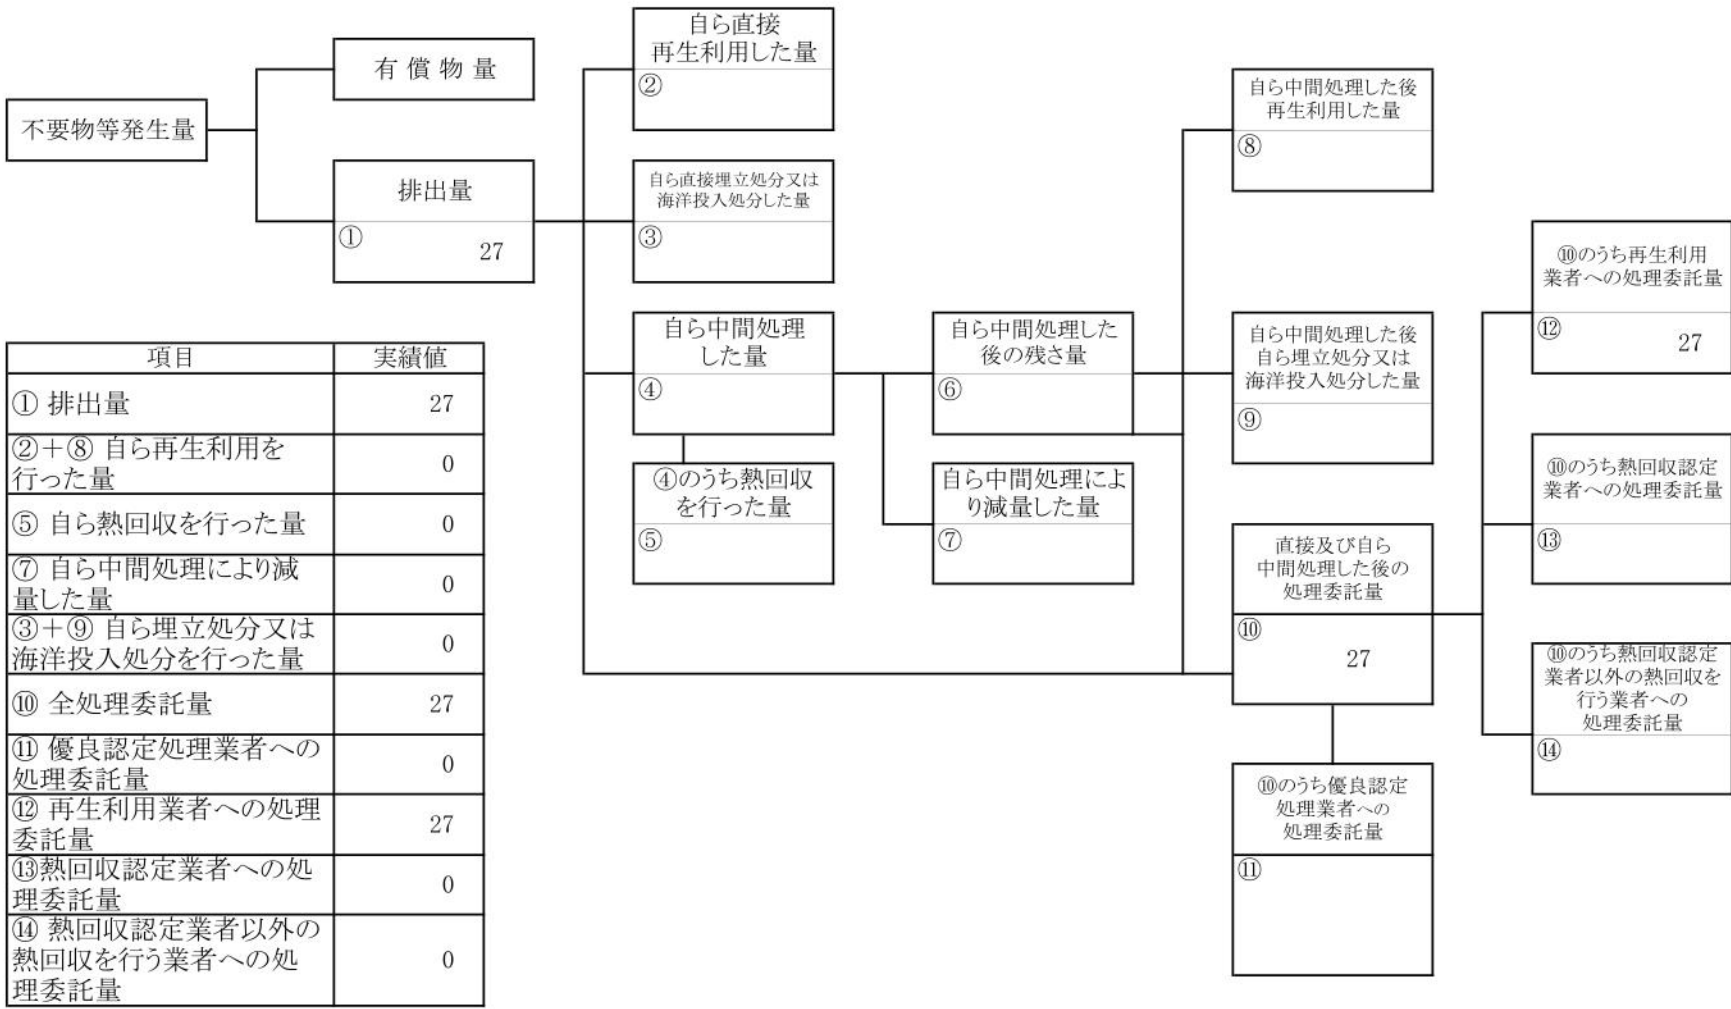 不要物等発生量
有償物量
排出量
①
27
自ら直接
再生利用した量
②
自ら直接埋立処分又は
海洋投入処分した量
③
自ら中間処理
した量
④
④のうち熱回収
を行った量
⑤
自ら中間処理した
後の残さ量
⑥
自ら中間処理によ
り減量した量
⑦
自ら中間処理した後
再生利用した量
⑧
自ら中間処理した後
自ら埋立処分又は
海洋投入処分した量
⑨
直接及び自ら
中間処理した後の
処理委託量
⑩
27
⑩のうち優良認定
処理業者への
処理委託量
⑪
⑩のうち再生利用
業者への処理委託量
⑫
27
⑩のうち熱回収認定
業者への処理委託量
⑬
⑩のうち熱回収認定
業者以外の熱回収を
行う業者への
処理委託量
⑭
項目 実績値
① 排出量 27
②＋⑧ 自ら再生利用を
行った量 0
⑤ 自ら熱回収を行った量 0
⑦ 自ら中間処理により減
量した量 0
③＋⑨ 自ら埋立処分又は
海洋投入処分を行った量 0
⑩ 全処理委託量 27
⑪ 優良認定処理業者への
処理委託量 0
⑫ 再生利用業者への処理
委託量 27
⑬熱回収認定業者への処
理委託量 0
⑭ 熱回収認定業者以外の
熱回収を行う業者への処
理委託量 0